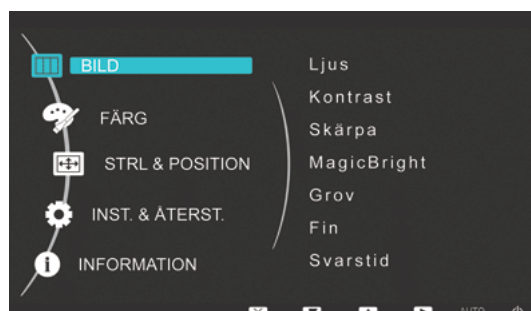 BILD
FÄRG
STRL & POSITION
INST. & ÅTERST.
INFORMATION
Ljus
Kontrast
Skärpa
MagicBright
Grov
Fin
Svarstid
AUTO